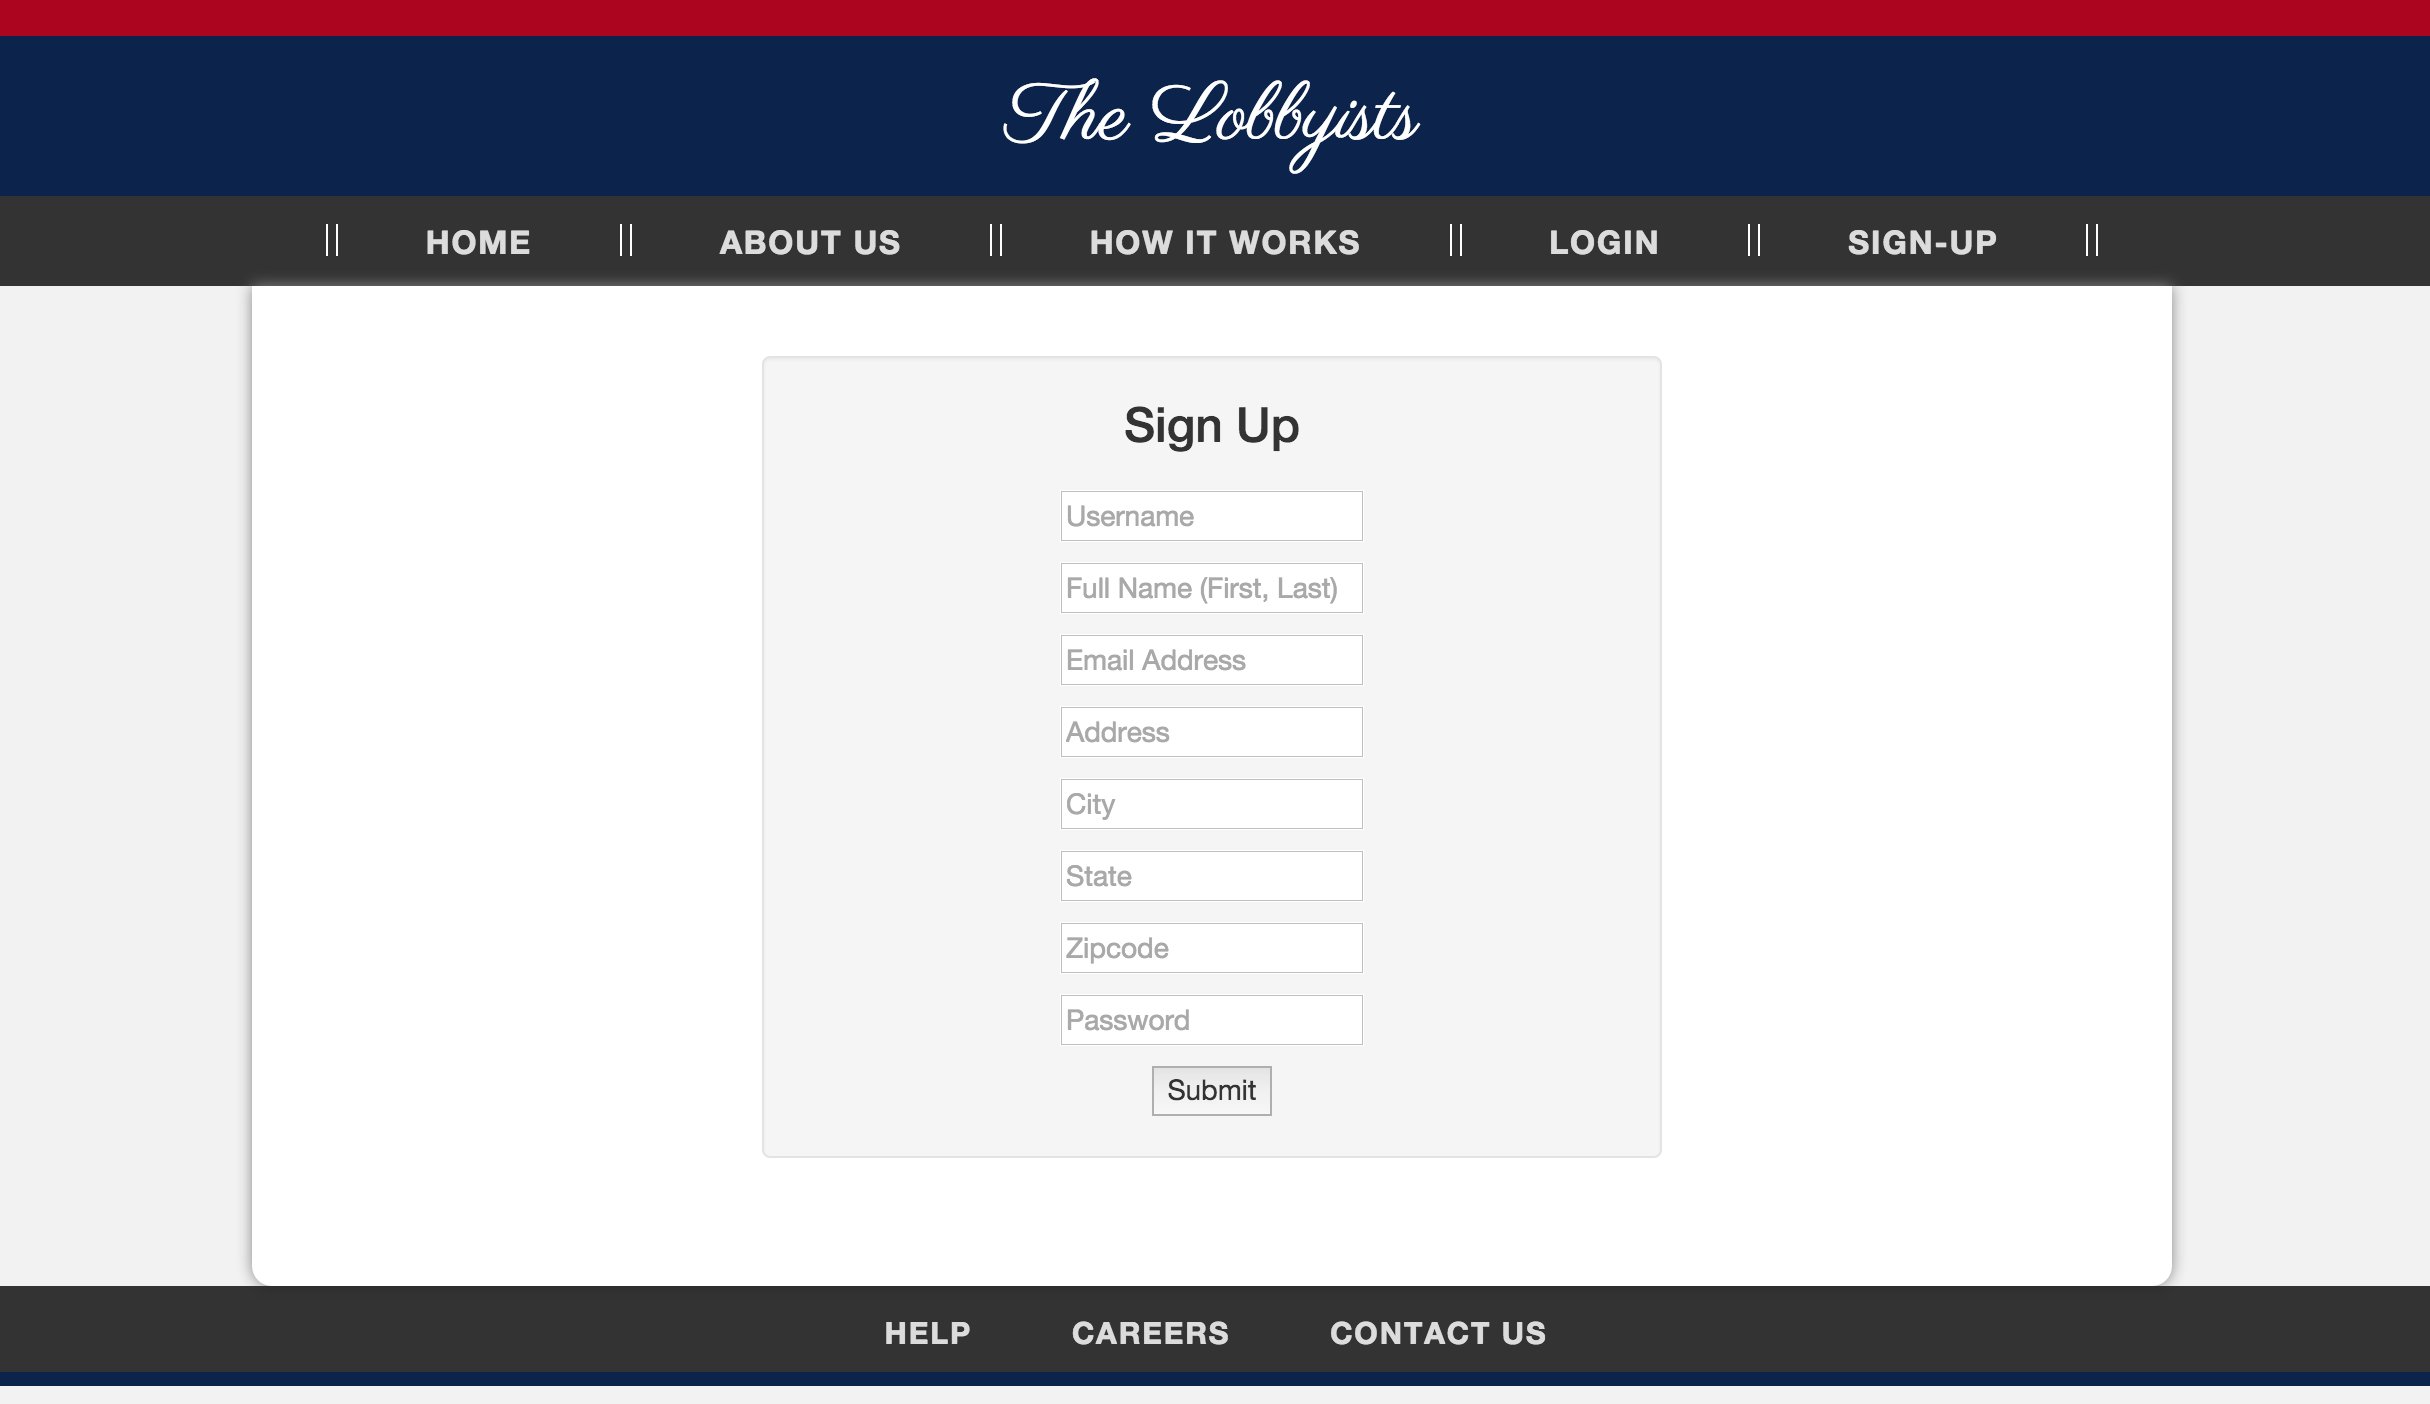 The Lobbyists
HOME ABOUT US HOW IT WORKS LOGIN SIGN-UP
Sign Up
Username
Full Name (First, Last)
Email Address
Address
City
State
Zipcode
Password
Submit
HELP CAREERS CONTACT US